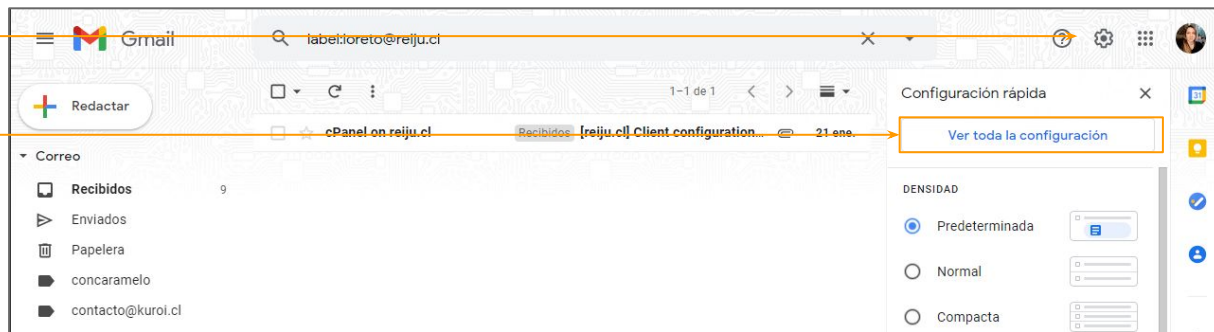 Gmail
label:loreto@reiju.cl
Redactar
1–1 de 1
Configuración rápida
31
cPanel on reiju.cl Recibidos [reiju.cl] Client configuration... 21 ene.
Ver toda la configuración
Correo
Recibidos 9
DENSIDAD
Enviados
Predeterminada
Papelera
concaramelo
Normal
contacto@kuroi.cl
Compacta